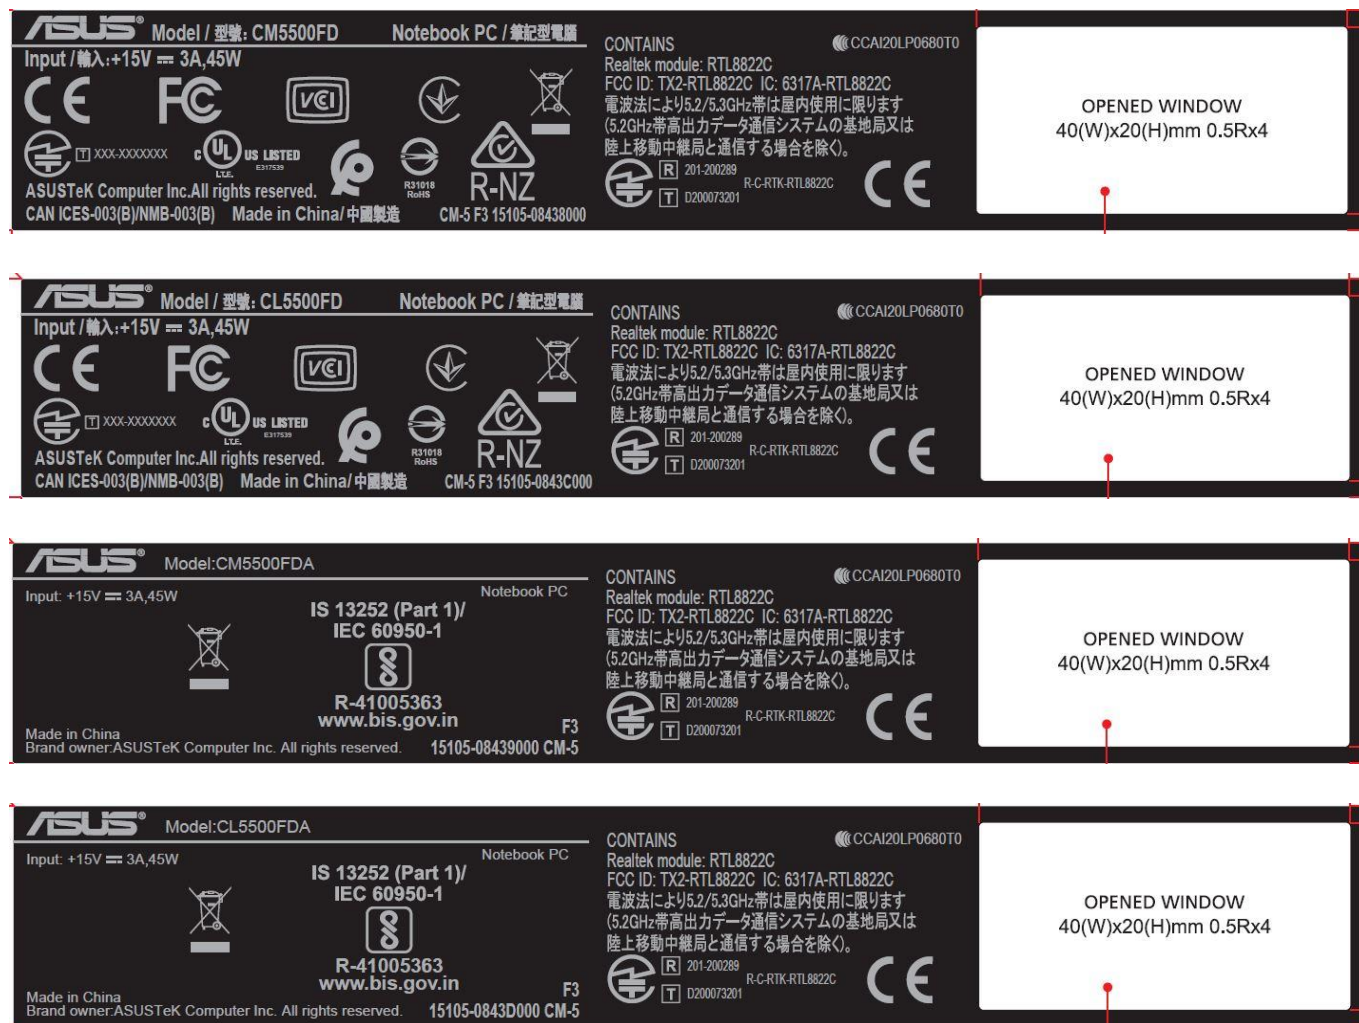 ASUS® Model / 型號: CM5500FD Notebook PC / 筆記型電腦
Input / 輸入:+15V 3A,45W
CE FC VCI
T XXX-XXXXXXX C UL US LISTED
I.T.E. E317539
R31018
RoHS
R-NZ
ASUSTeK Computer Inc.All rights reserved.
CAN ICES-003(B)/NMB-003(B) Made in China/中國製造 CM-5 F3 15105-08438000
CONTAINS CCAI20LP0680T0
Realtek module: RTL8822C
FCC ID: TX2-RTL8822C IC: 6317A-RTL8822C
電波法により5.2/5.3GHz帯は屋内使用に限ります
(5.2GHz帯高出力データ通信システムの基地局又は
陸上移動中継局と通信する場合を除く)。
R 201-200289
R-C-RTK-RTL8822C CE
T D200073201
OPENED WINDOW
40(W)x20(H)mm 0.5Rx4
ASUS® Model / 型號: CL5500FD Notebook PC / 筆記型電腦
Input / 輸入:+15V 3A,45W
CE FC VCI
T XXX-XXXXXXX C UL US LISTED
I.T.E. E317539
R31018
RoHS
R-NZ
ASUSTeK Computer Inc.All rights reserved.
CAN ICES-003(B)/NMB-003(B) Made in China/中國製造 CM-5 F3 15105-0843C000
CONTAINS CCAI20LP0680T0
Realtek module: RTL8822C
FCC ID: TX2-RTL8822C IC: 6317A-RTL8822C
電波法により5.2/5.3GHz帯は屋内使用に限ります
(5.2GHz帯高出力データ通信システムの基地局又は
陸上移動中継局と通信する場合を除く)。
R 201-200289
R-C-RTK-RTL8822C CE
T D200073201
OPENED WINDOW
40(W)x20(H)mm 0.5Rx4
ASUS® Model:CM5500FDA
Input: +15V 3A,45W Notebook PC
IS 13252 (Part 1)/
IEC 60950-1
R-41005363
www.bis.gov.in
Made in China F3
Brand owner:ASUSTeK Computer Inc. All rights reserved. 15105-08439000 CM-5
CONTAINS CCAI20LP0680T0
Realtek module: RTL8822C
FCC ID: TX2-RTL8822C IC: 6317A-RTL8822C
電波法により5.2/5.3GHz帯は屋内使用に限ります
(5.2GHz帯高出力データ通信システムの基地局又は
陸上移動中継局と通信する場合を除く)。
R 201-200289
R-C-RTK-RTL8822C CE
T D200073201
OPENED WINDOW
40(W)x20(H)mm 0.5Rx4
ASUS® Model:CL5500FDA
Input: +15V 3A,45W Notebook PC
IS 13252 (Part 1)/
IEC 60950-1
R-41005363
www.bis.gov.in
Made in China F3
Brand owner:ASUSTeK Computer Inc. All rights reserved. 15105-0843D000 CM-5
CONTAINS CCAI20LP0680T0
Realtek module: RTL8822C
FCC ID: TX2-RTL8822C IC: 6317A-RTL8822C
電波法により5.2/5.3GHz帯は屋内使用に限ります
(5.2GHz帯高出力データ通信システムの基地局又は
陸上移動中継局と通信する場合を除く)。
R 201-200289
R-C-RTK-RTL8822C CE
T D200073201
OPENED WINDOW
40(W)x20(H)mm 0.5Rx4